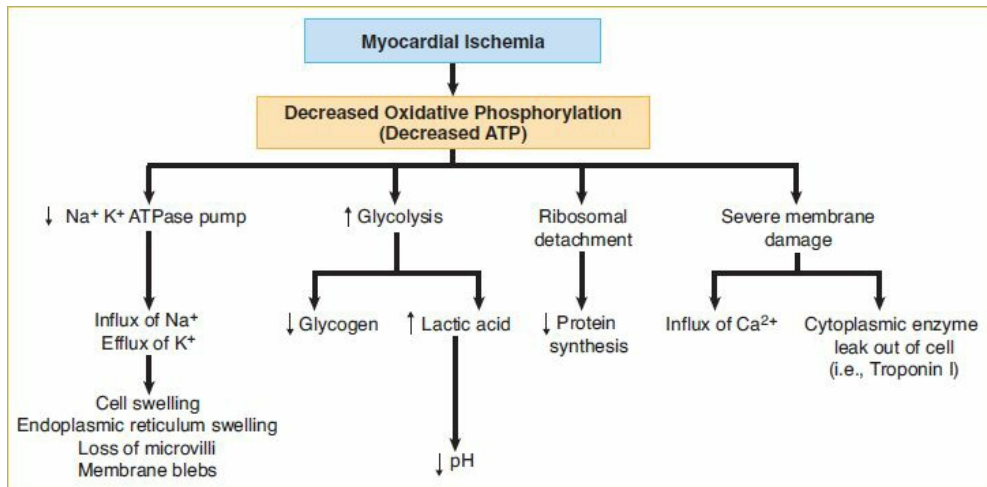 Myocardial Ischemia
Decreased Oxidative Phosphorylation
(Decreased ATP)
↓ Na⁺ K⁺ ATPase pump
Influx of Na⁺
Efflux of K⁺
Cell swelling
Endoplasmic reticulum swelling
Loss of microvilli
Membrane blebs
↑ Glycolysis
↓ Glycogen
↑ Lactic acid
↓ pH
Ribosomal
detachment
↓ Protein
synthesis
Severe membrane
damage
Influx of Ca²⁺
Cytoplasmic enzyme
leak out of cell
(i.e., Troponin I)